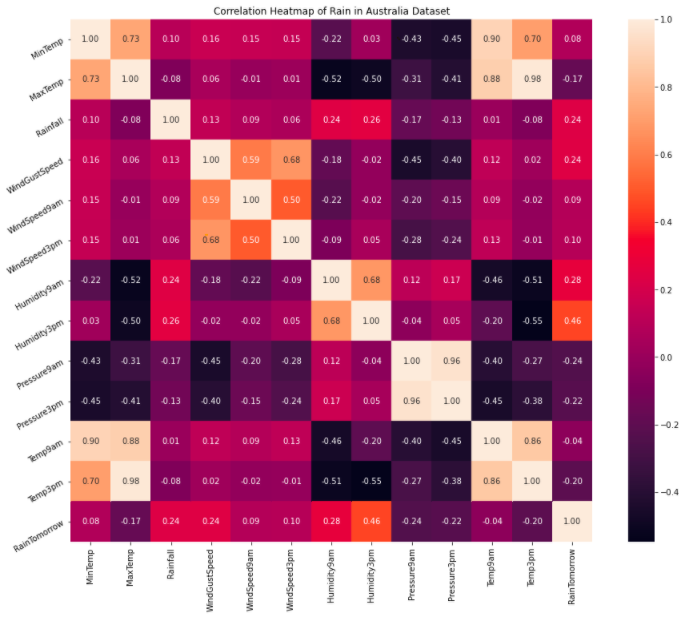 Correlation Heatmap of Rain in Australia Dataset
MinTemp 1.00 0.73 0.10 0.16 0.15 0.15 -0.22 0.03 -0.43 -0.45 0.90 0.70 0.08
MaxTemp 0.73 1.00 -0.08 0.06 -0.01 0.01 -0.52 -0.50 -0.31 -0.41 0.88 0.98 -0.17
Rainfall 0.10 -0.08 1.00 0.13 0.09 0.06 0.24 0.26 -0.17 -0.13 0.01 -0.08 0.24
WindGustSpeed 0.16 0.06 0.13 1.00 0.59 0.68 -0.18 -0.02 -0.45 -0.40 0.12 0.02 0.24
WindSpeed9am 0.15 -0.01 0.09 0.59 1.00 0.50 -0.22 -0.02 -0.20 -0.15 0.09 -0.02 0.09
WindSpeed3pm 0.15 0.01 0.06 0.68 0.50 1.00 -0.09 0.05 -0.28 -0.24 0.13 -0.01 0.10
Humidity9am -0.22 -0.52 0.24 -0.18 -0.22 -0.09 1.00 0.68 0.12 0.17 -0.46 -0.51 0.28
Humidity3pm 0.03 -0.50 0.26 -0.02 -0.02 0.05 0.68 1.00 -0.04 0.05 -0.20 -0.55 0.46
Pressure9am -0.43 -0.31 -0.17 -0.45 -0.20 -0.28 0.12 -0.04 1.00 0.96 -0.40 -0.27 -0.24
Pressure3pm -0.45 -0.41 -0.13 -0.40 -0.15 -0.24 0.17 0.05 0.96 1.00 -0.45 -0.38 -0.22
Temp9am 0.90 0.88 0.01 0.12 0.09 0.13 -0.46 -0.20 -0.40 -0.45 1.00 0.86 -0.04
Temp3pm 0.70 0.98 -0.08 0.02 -0.02 -0.01 -0.51 -0.55 -0.27 -0.38 0.86 1.00 -0.20
RainTomorrow 0.08 -0.17 0.24 0.24 0.09 0.10 0.28 0.46 -0.24 -0.22 -0.04 -0.20 1.00
MinTemp MaxTemp Rainfall WindGustSpeed WindSpeed9am WindSpeed3pm Humidity9am Humidity3pm Pressure9am Pressure3pm Temp9am Temp3pm RainTomorrow
1.0
0.8
0.6
0.4
0.2
0.0
-0.2
-0.4